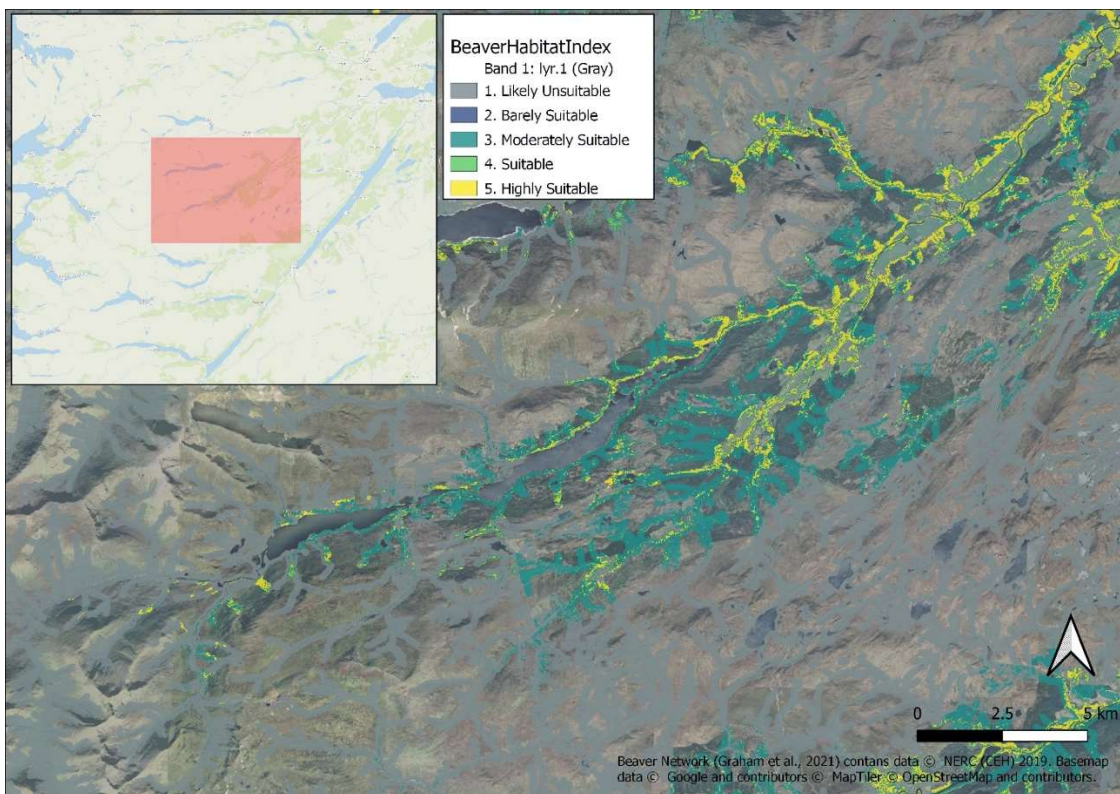 BeaverHabitatIndex
Band 1: lyr.1 (Gray)
1. Likely Unsuitable
2. Barely Suitable
3. Moderately Suitable
4. Suitable
5. Highly Suitable
0 2.5 5 km
Beaver Network (Graham et al., 2021) contans data © NERC (CEH) 2019. Basemap
data © Google and contributors © MapTiler © OpenStreetMap and contributors.